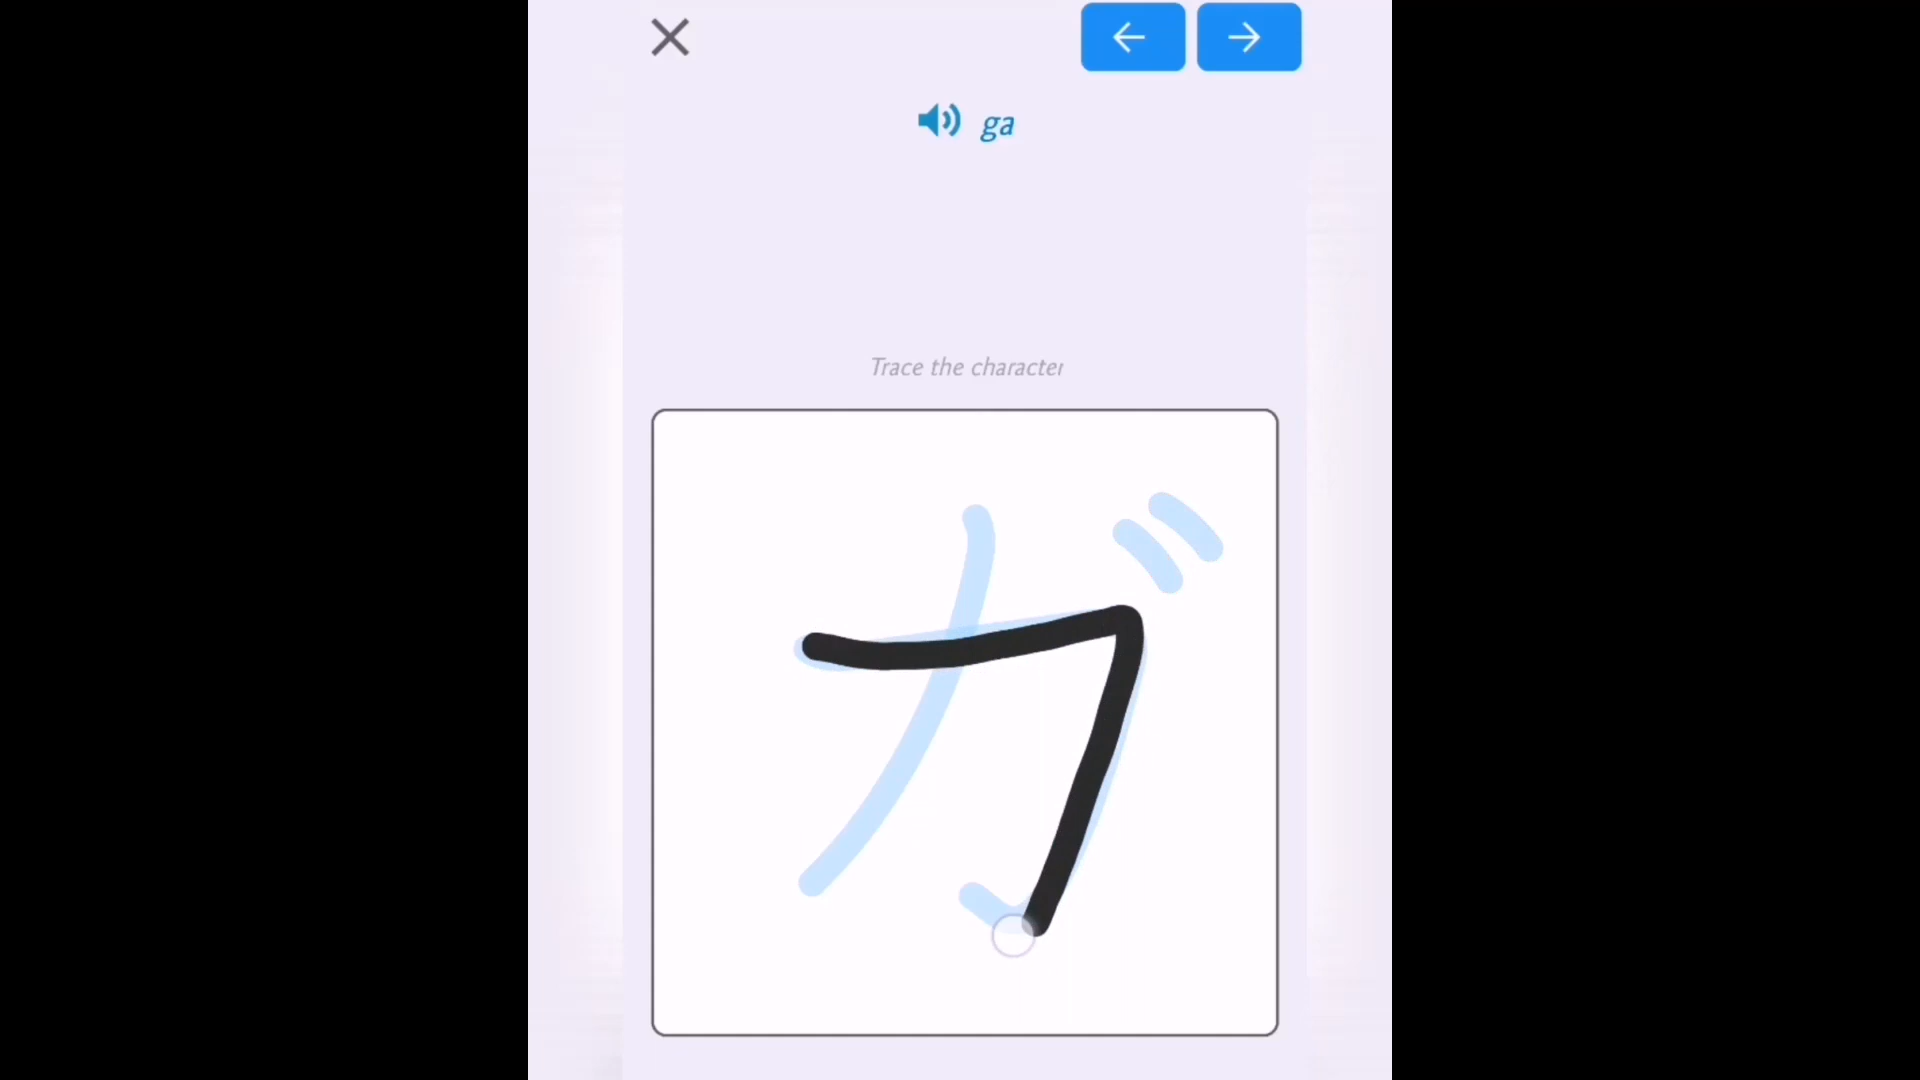 ga
Trace the character
ガ